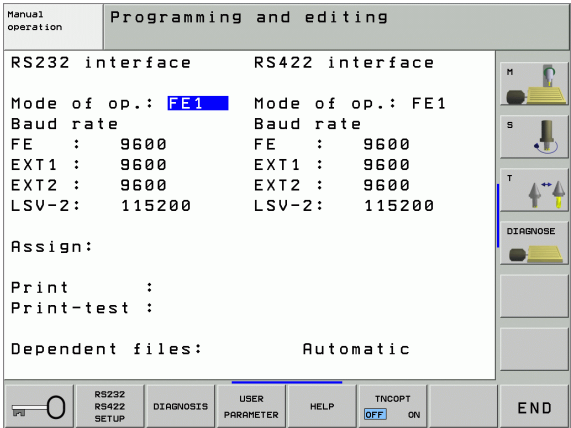 Manual
operation
Programming and editing
RS232 interface RS422 interface
Mode of op.: FE1 Mode of op.: FE1
Baud rate Baud rate
FE : 9600 FE : 9600
EXT1 : 9600 EXT1 : 9600
EXT2 : 9600 EXT2 : 9600
LSV-2: 115200 LSV-2: 115200
Assign:
Print :
Print-test :
Dependent files: Automatic
M
S
T
DIAGNOSE
RS232
RS422
SETUP
DIAGNOSIS
USER
PARAMETER
HELP
TNCOPT
OFF ON
END